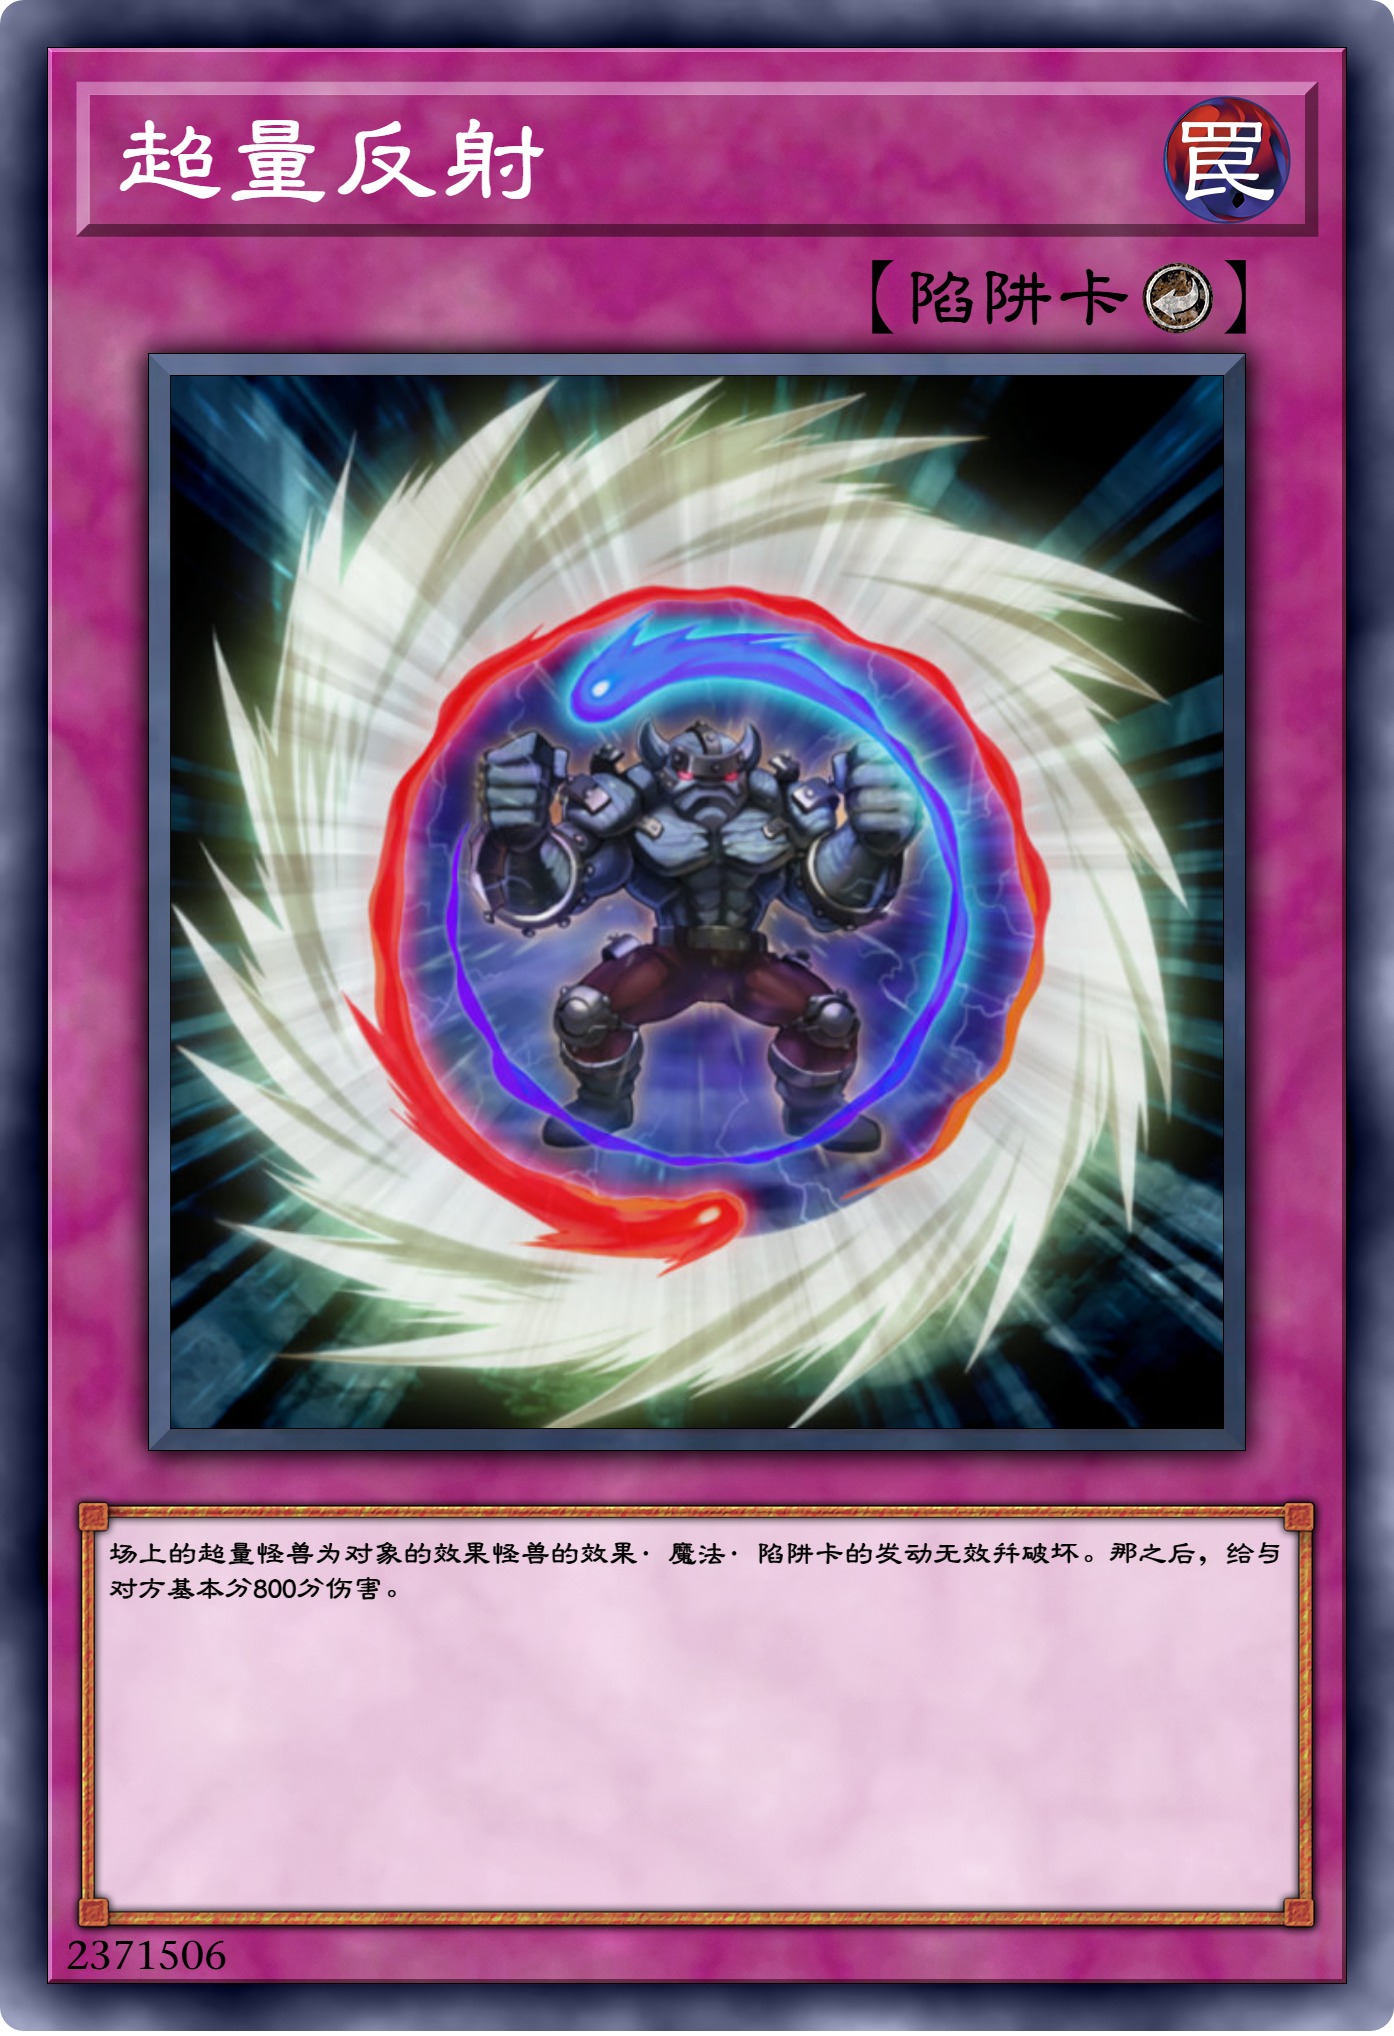 超量反射
罠
【陷阱卡】
场上的超量怪兽为对象的效果怪兽的效果·魔法·陷阱卡的发动无效并破坏。那之后，给与
对方基本分800分伤害。
2371506